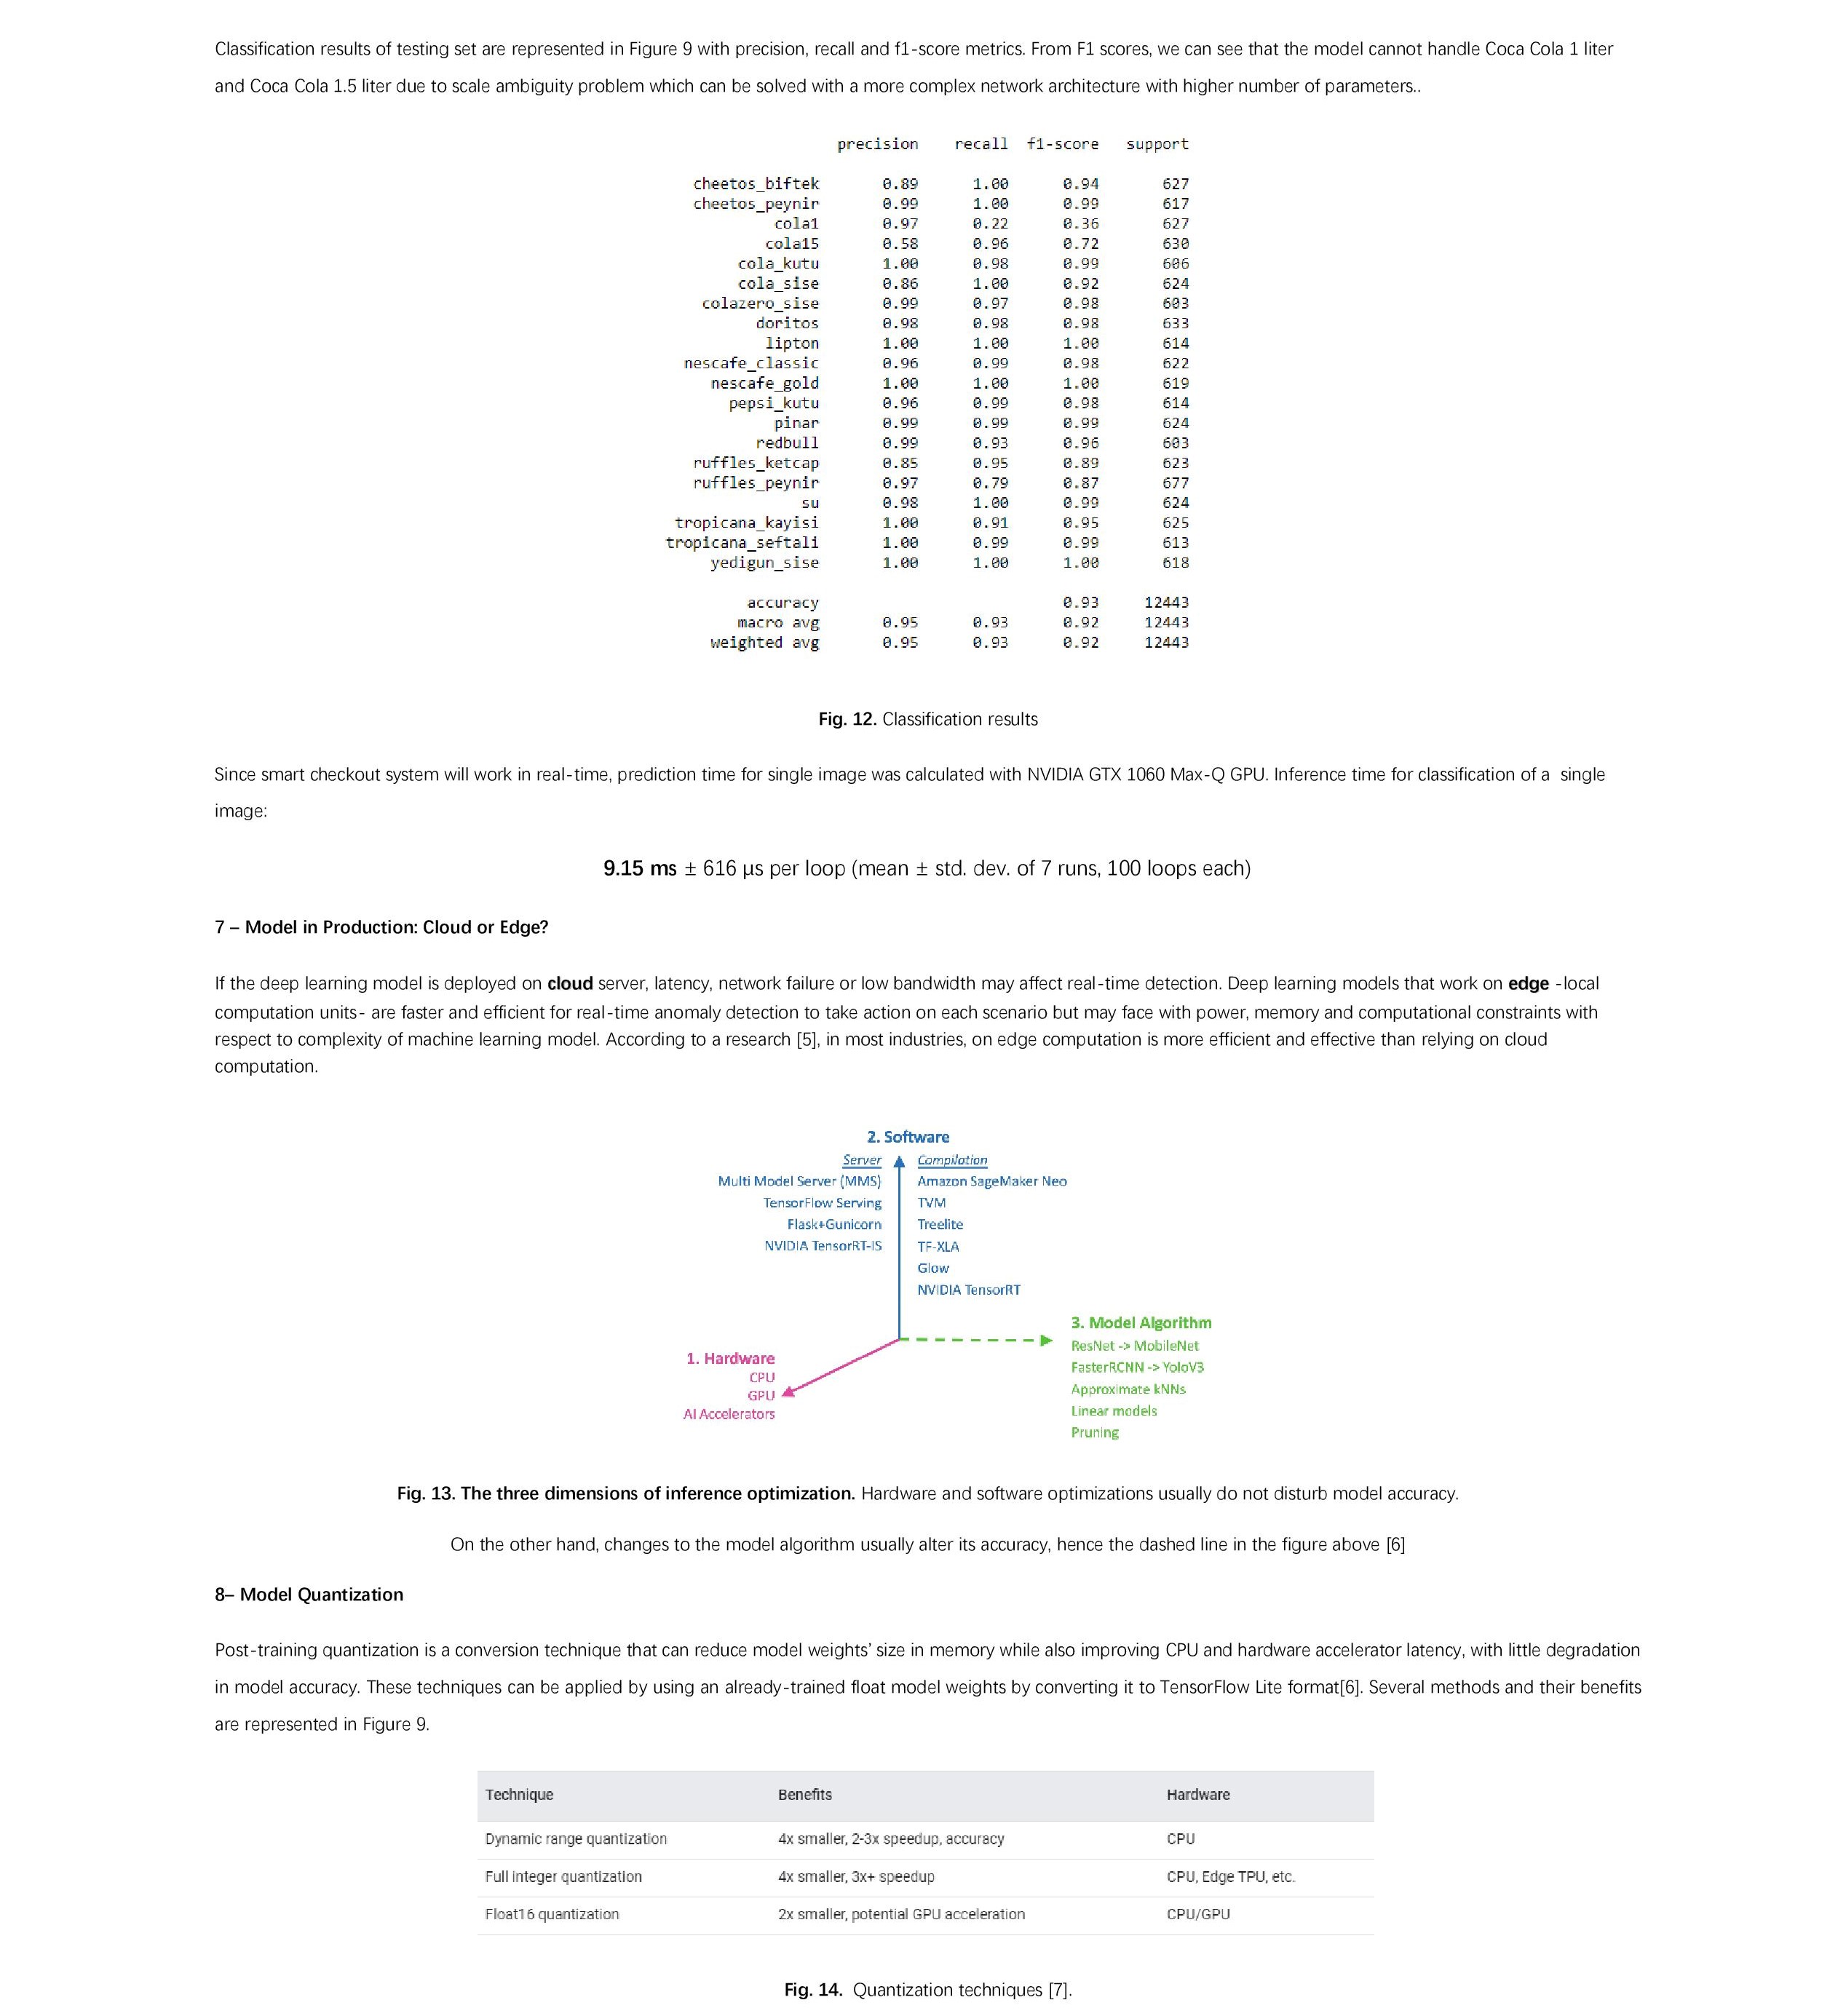 Classification results of testing set are represented in Figure 9 with precision, recall and f1-score metrics. From F1 scores, we can see that the model cannot handle Coca Cola 1 liter
and Coca Cola 1.5 liter due to scale ambiguity problem which can be solved with a more complex network architecture with higher number of parameters..
precision recall f1-score support
cheetos_biftek 0.89 1.00 0.94 627
cheetos_peynir 0.99 1.00 0.99 617
cola1 0.97 0.22 0.36 627
cola15 0.58 0.96 0.72 630
cola_kutu 1.00 0.98 0.99 606
cola_sise 0.86 1.00 0.92 624
colazero_sise 0.99 0.97 0.98 603
doritos 0.98 0.98 0.98 633
lipton 1.00 1.00 1.00 614
nescafe_classic 0.96 0.99 0.98 622
nescafe_gold 1.00 1.00 1.00 619
pepsi_kutu 0.96 0.99 0.98 614
pinar 0.99 0.99 0.99 624
redbull 0.99 0.93 0.96 603
ruffles_ketcap 0.85 0.95 0.89 623
ruffles_peynir 0.97 0.79 0.87 677
su 0.98 1.00 0.99 624
tropicana_kayisi 1.00 0.91 0.95 625
tropicana_seftali 1.00 0.99 0.99 613
yedigun_sise 1.00 1.00 1.00 618
accuracy 0.93 12443
macro avg 0.95 0.93 0.92 12443
weighted avg 0.95 0.93 0.92 12443
Fig. 12. Classification results
Since smart checkout system will work in real-time, prediction time for single image was calculated with NVIDIA GTX 1060 Max-Q GPU. Inference time for classification of a single
image:
9.15 ms ± 616 µs per loop (mean ± std. dev. of 7 runs, 100 loops each)
7 – Model in Production: Cloud or Edge?
If the deep learning model is deployed on cloud server, latency, network failure or low bandwidth may affect real-time detection. Deep learning models that work on edge -local
computation units- are faster and efficient for real-time anomaly detection to take action on each scenario but may face with power, memory and computational constraints with
respect to complexity of machine learning model. According to a research [5], in most industries, on edge computation is more efficient and effective than relying on cloud
computation.
2. Software
Server
Multi Model Server (MMS)
TensorFlow Serving
Flask+Gunicorn
NVIDIA TensorRT-IS
Compilation
Amazon SageMaker Neo
TVM
Treelite
TF-XLA
Glow
NVIDIA TensorRT
3. Model Algorithm
ResNet -> MobileNet
FasterRCNN -> YoloV3
Approximate kNNs
Linear models
Pruning
1. Hardware
CPU
GPU
AI Accelerators
Fig. 13. The three dimensions of inference optimization. Hardware and software optimizations usually do not disturb model accuracy.
On the other hand, changes to the model algorithm usually alter its accuracy, hence the dashed line in the figure above [6]
8– Model Quantization
Post-training quantization is a conversion technique that can reduce model weights’ size in memory while also improving CPU and hardware accelerator latency, with little degradation
in model accuracy. These techniques can be applied by using an already-trained float model weights by converting it to TensorFlow Lite format[6]. Several methods and their benefits
are represented in Figure 9.
Technique Benefits Hardware
Dynamic range quantization 4x smaller, 2-3x speedup, accuracy CPU
Full integer quantization 4x smaller, 3x+ speedup CPU, Edge TPU, etc.
Float16 quantization 2x smaller, potential GPU acceleration CPU/GPU
Fig. 14. Quantization techniques [7].